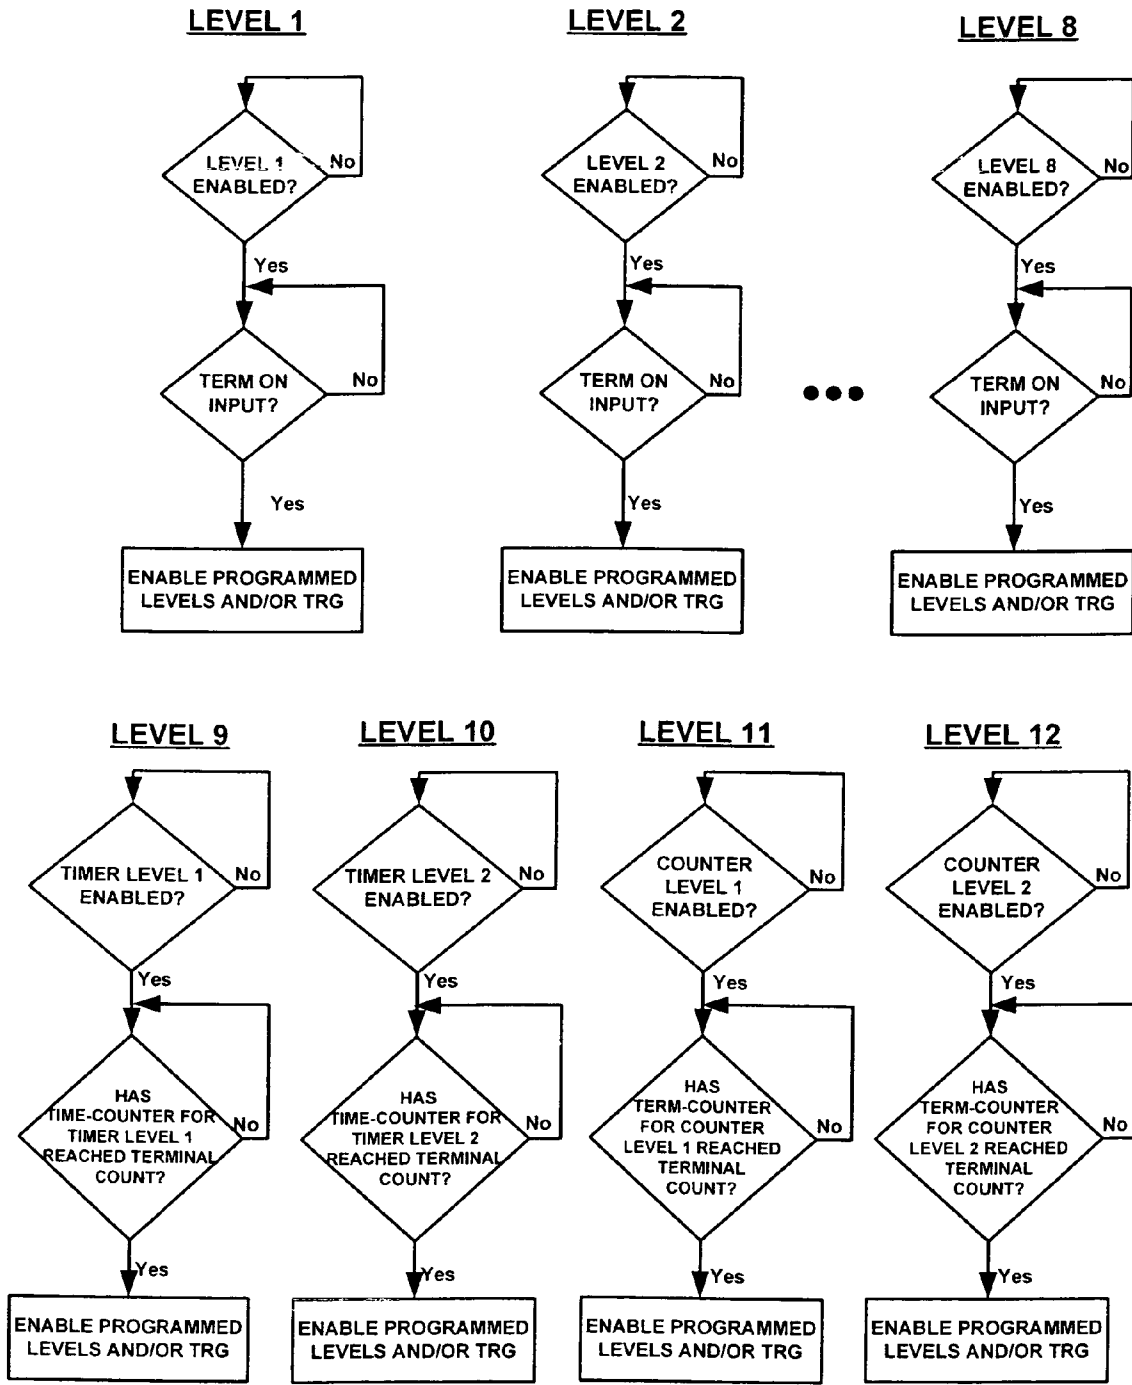 LEVEL 1
LEVEL 1
ENABLED?
No
Yes
TERM ON
INPUT?
No
Yes
ENABLE PROGRAMMED
LEVELS AND/OR TRG
LEVEL 2
LEVEL 2
ENABLED?
No
Yes
TERM ON
INPUT?
No
Yes
ENABLE PROGRAMMED
LEVELS AND/OR TRG
LEVEL 8
LEVEL 8
ENABLED?
No
Yes
TERM ON
INPUT?
No
Yes
ENABLE PROGRAMMED
LEVELS AND/OR TRG
LEVEL 9
TIMER LEVEL 1
ENABLED?
No
Yes
HAS
TIME-COUNTER FOR
TIMER LEVEL 1
REACHED TERMINAL
COUNT?
No
Yes
ENABLE PROGRAMMED
LEVELS AND/OR TRG
LEVEL 10
TIMER LEVEL 2
ENABLED?
No
Yes
HAS
TIME-COUNTER FOR
TIMER LEVEL 2
REACHED TERMINAL
COUNT?
No
Yes
ENABLE PROGRAMMED
LEVELS AND/OR TRG
LEVEL 11
COUNTER
LEVEL 1
ENABLED?
No
Yes
HAS
TERM-COUNTER
FOR COUNTER
LEVEL 1 REACHED
TERMINAL
COUNT?
No
Yes
ENABLE PROGRAMMED
LEVELS AND/OR TRG
LEVEL 12
COUNTER
LEVEL 2
ENABLED?
No
Yes
HAS
TERM-COUNTER
FOR COUNTER
LEVEL 2 REACHED
TERMINAL
COUNT?
No
Yes
ENABLE PROGRAMMED
LEVELS AND/OR TRG